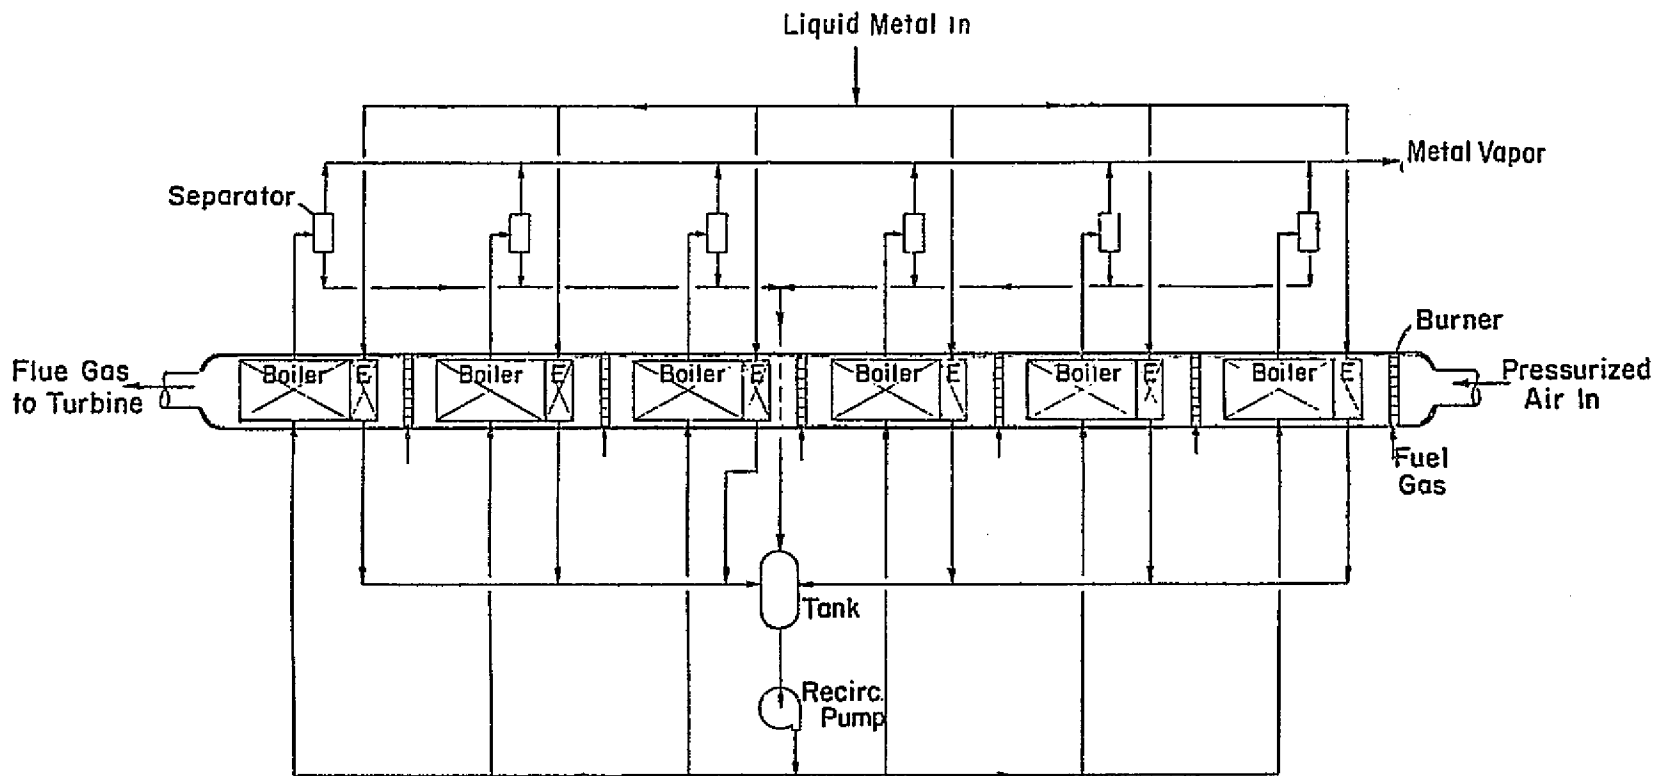 Liquid Metal In
Metal Vapor
Separator
Burner
Flue Gas
to Turbine
Boiler E Boiler E Boiler E Boiler E Boiler E Boiler E
Pressurized
Air In
Fuel
Gas
Tank
Recirc.
Pump